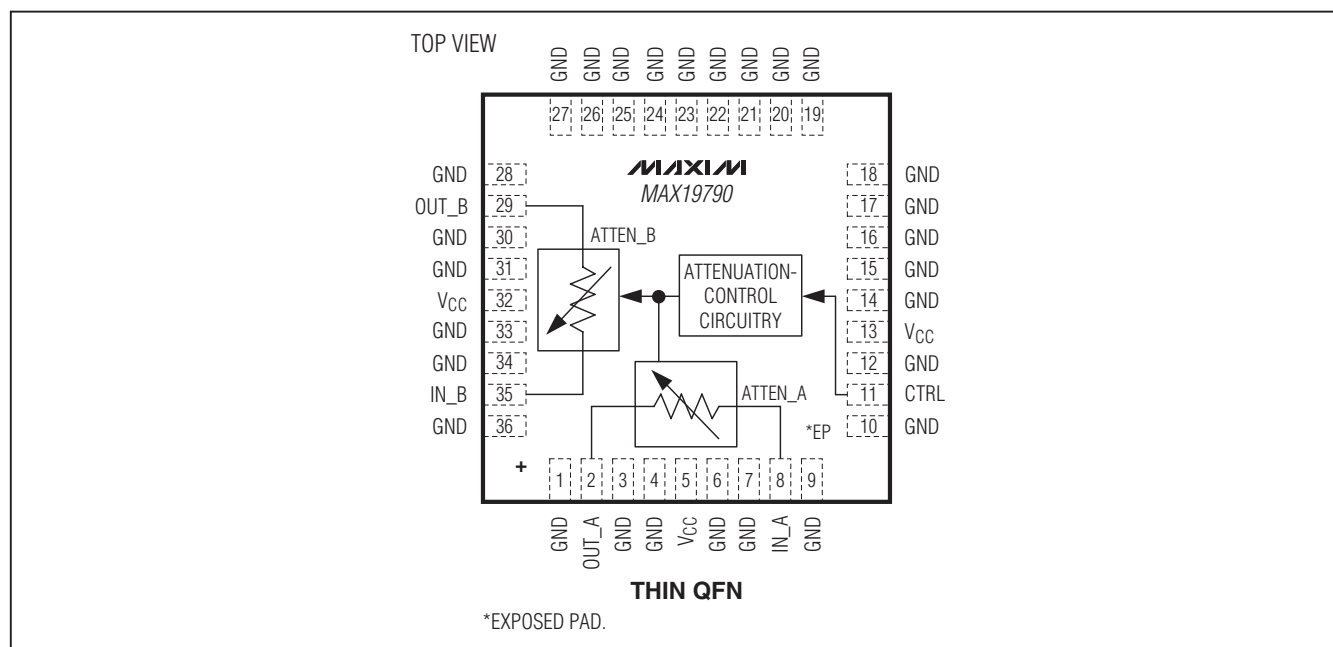 TOP VIEW
GND GND GND GND GND GND GND GND GND
27 26 25 24 23 22 21 20 19
MAXIM
MAX19790
GND 28
OUT_B 29
GND 30
GND 31
VCC 32
GND 33
GND 34
IN_B 35
GND 36
ATTEN_B
ATTENUATION-
CONTROL
CIRCUITRY
ATTEN_A
*EP
18 GND
17 GND
16 GND
15 GND
14 GND
13 VCC
12 GND
11 CTRL
10 GND
+
1 2 3 4 5 6 7 8 9
GND OUT_A GND GND VCC GND GND IN_A GND
THIN QFN
*EXPOSED PAD.